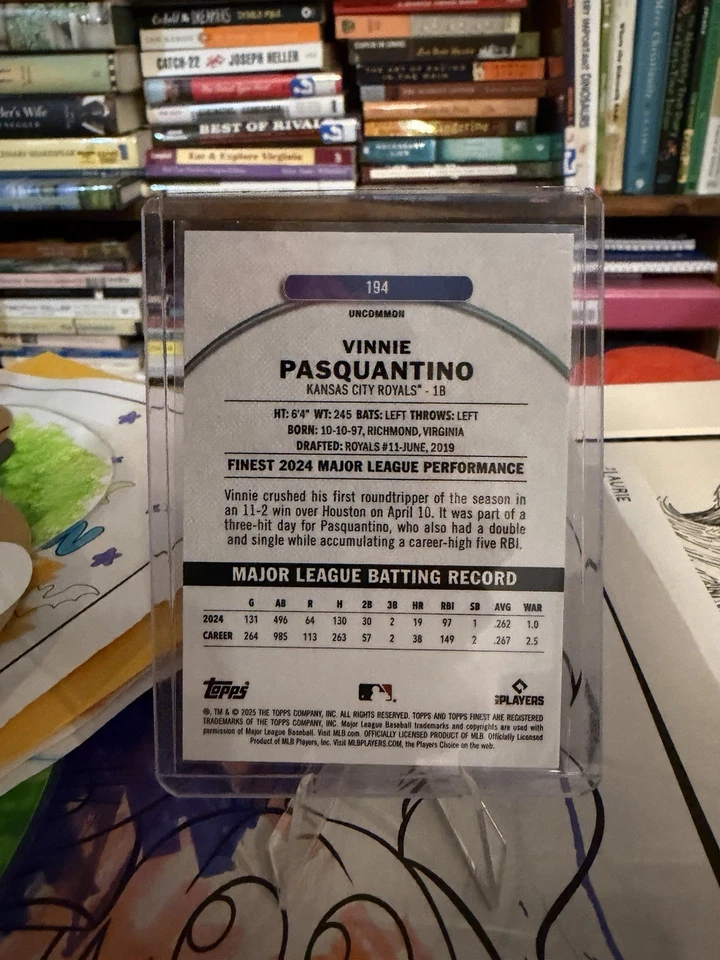 CATCH-22 JOSEPH HELLER
BEST OF RIVAL
Eat & Explore Virginia
THE ART OF RACING
IN THE RAIN
194
UNCOMMON
VINNIE
PASQUANTINO
KANSAS CITY ROYALS® - 1B
HT: 6'4" WT: 245 BATS: LEFT THROWS: LEFT
BORN: 10-10-97, RICHMOND, VIRGINIA
DRAFTED: ROYALS #11-JUNE, 2019
FINEST 2024 MAJOR LEAGUE PERFORMANCE
Vinnie crushed his first roundtripper of the season in
an 11-2 win over Houston on April 10. It was part of a
three-hit day for Pasquantino, who also had a double
and single while accumulating a career-high five RBI.
MAJOR LEAGUE BATTING RECORD
G AB R H 2B 3B HR RBI SB AVG WAR
2024 131 496 64 130 30 2 19 97 1 .262 1.0
CAREER 264 985 113 263 57 2 38 149 2 .267 2.5
Topps
PLAYERS
®, TM & © 2025 THE TOPPS COMPANY, INC. ALL RIGHTS RESERVED. TOPPS AND TOPPS FINEST ARE REGISTERED
TRADEMARKS OF THE TOPPS COMPANY, INC. Major League Baseball trademarks and copyrights are used with
permission of Major League Baseball. Visit MLB.com. OFFICIALLY LICENSED PRODUCT OF MLB. Officially Licensed
Product of MLB Players, Inc. Visit MLBPLAYERS.COM, the Players Choice on the web.
LAURIE